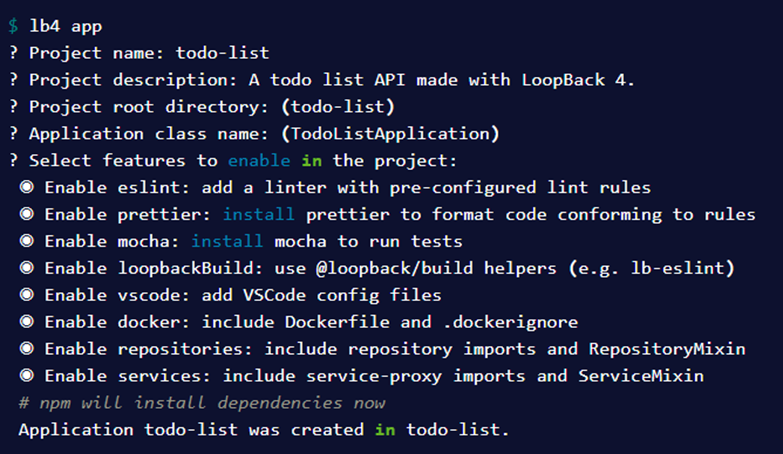 $ lb4 app
? Project name: todo-list
? Project description: A todo list API made with LoopBack 4.
? Project root directory: (todo-list)
? Application class name: (TodoListApplication)
? Select features to enable in the project:
◉ Enable eslint: add a linter with pre-configured lint rules
◉ Enable prettier: install prettier to format code conforming to rules
◉ Enable mocha: install mocha to run tests
◉ Enable loopbackBuild: use @loopback/build helpers (e.g. lb-eslint)
◉ Enable vscode: add VSCode config files
◉ Enable docker: include Dockerfile and .dockerignore
◉ Enable repositories: include repository imports and RepositoryMixin
◉ Enable services: include service-proxy imports and ServiceMixin
# npm will install dependencies now
Application todo-list was created in todo-list.